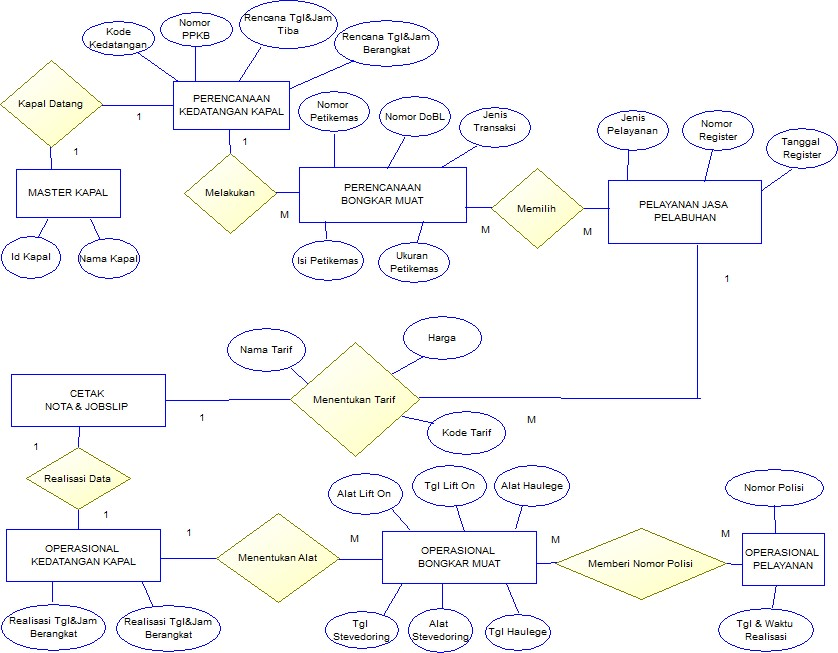 Kode
Kedatangan
Nomor
PPKB
Rencana Tgl&Jam
Tiba
Rencana Tgl&Jam
Berangkat
Kapal Datang
1
PERENCANAAN
KEDATANGAN KAPAL
1
1
MASTER KAPAL
Id Kapal
Nama Kapal
Melakukan
M
Nomor
Petikemas
Nomor DoBL
Jenis
Transaksi
PERENCANAAN
BONGKAR MUAT
Isi Petikemas
Ukuran
Petikemas
M
Memilih
M
Jenis
Pelayanan
Nomor
Register
Tanggal
Register
PELAYANAN JASA
PELABUHAN
1
Nama Tarif
Harga
Menentukan Tarif
Kode Tarif
M
1
CETAK
NOTA & JOBSLIP
1
Realisasi Data
1
OPERASIONAL
KEDATANGAN KAPAL
Realisasi Tgl&Jam
Berangkat
Realisasi Tgl&Jam
Berangkat
1
Menentukan Alat
M
Alat Lift On
Tgl Lift On
Alat Haulege
OPERASIONAL
BONGKAR MUAT
Tgl
Stevedoring
Alat
Stevedoring
Tgl Haulege
M
Memberi Nomor Polisi
M
Nomor Polisi
OPERASIONAL
PELAYANAN
Tgl & Waktu
Realisasi